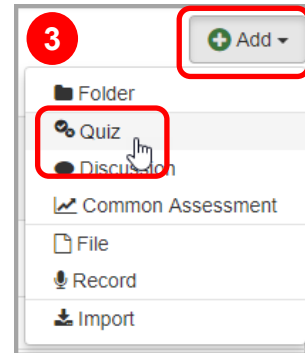 3
Add
Folder
Quiz
Discussion
Common Assessment
File
Record
Import